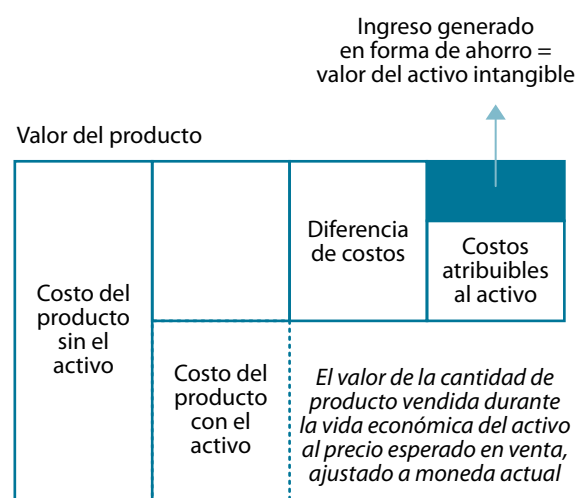 Ingreso generado
en forma de ahorro =
valor del activo intangible
Valor del producto
Costo del
producto
sin el
activo
Costo del
producto
con el
activo
Diferencia
de costos
Costos
atribuibles
al activo
El valor de la cantidad de
producto vendida durante
la vida económica del activo
al precio esperado en venta,
ajustado a moneda actual